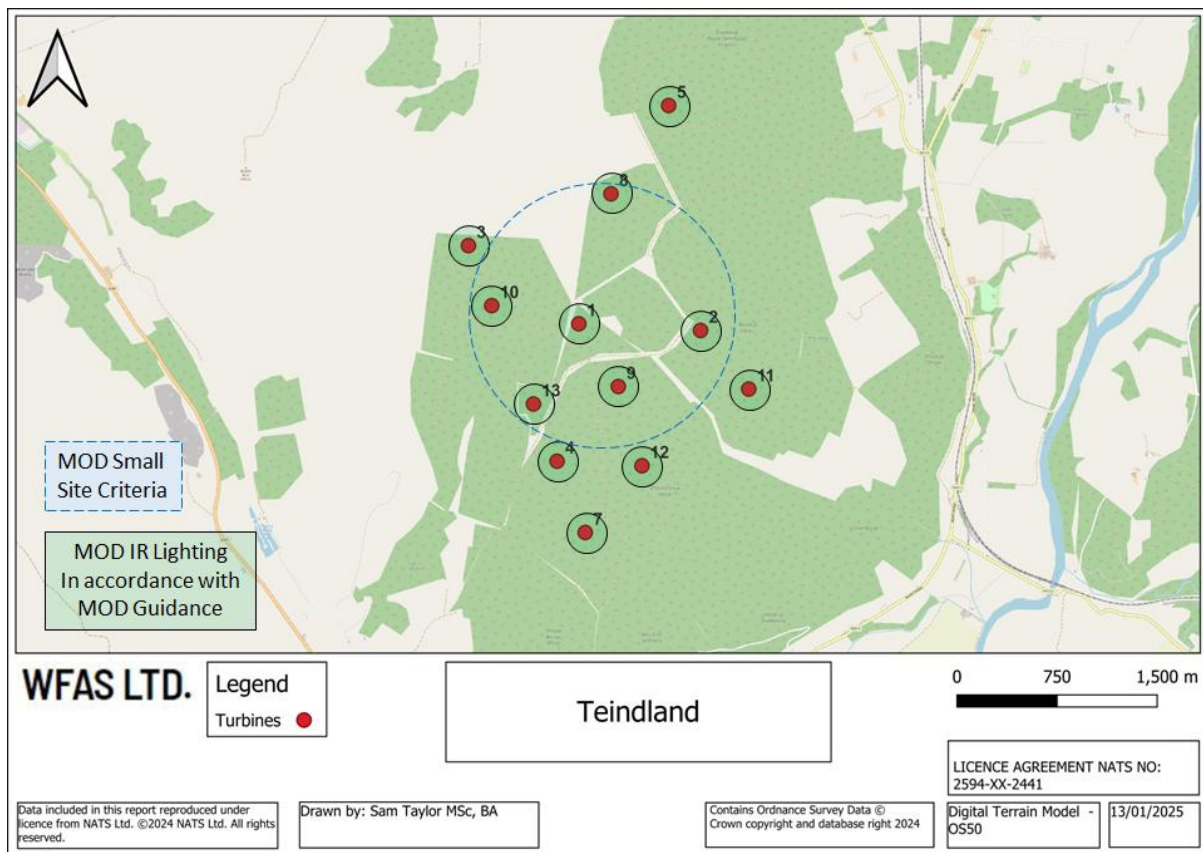 5
8
3
10
1
2
9
11
13
4
12
7
MOD Small
Site Criteria
MOD IR Lighting
In accordance with
MOD Guidance
WFAS LTD.
Legend
Turbines
Teindland
0 750 1,500 m
LICENCE AGREEMENT NATS NO:
2594-XX-2441
Data included in this report reproduced under
licence from NATS Ltd. ©2024 NATS Ltd. All rights
reserved.
Drawn by: Sam Taylor MSc, BA
Contains Ordnance Survey Data ©
Crown copyright and database right 2024
Digital Terrain Model -
OS50
13/01/2025